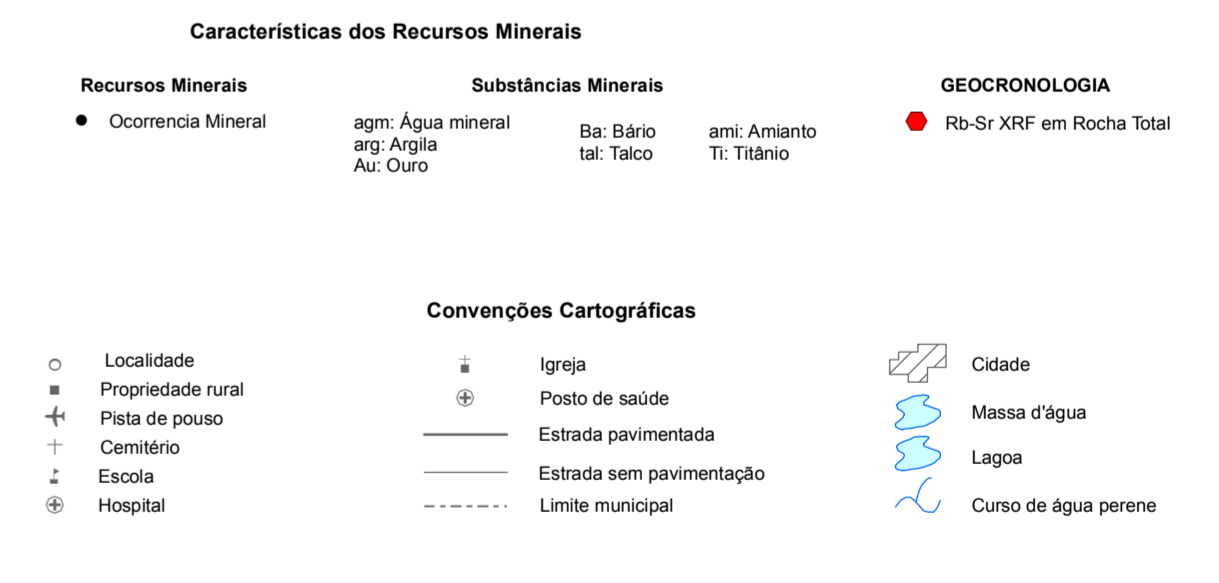 Características dos Recursos Minerais
Recursos Minerais
Ocorrencia Mineral
Substâncias Minerais
agm: Água mineral
arg: Argila
Au: Ouro
Ba: Bário
tal: Talco
ami: Amianto
Ti: Titânio
GEOCRONOLOGIA
Rb-Sr XRF em Rocha Total
Convenções Cartográficas
Localidade
Propriedade rural
Pista de pouso
Cemitério
Escola
Hospital
Igreja
Posto de saúde
Estrada pavimentada
Estrada sem pavimentação
Limite municipal
Cidade
Massa d'água
Lagoa
Curso de água perene